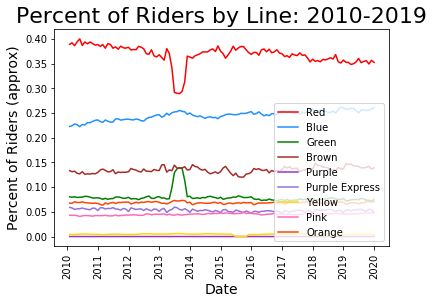 Percent of Riders by Line: 2010-2019
Percent of Riders (approx)
0.40
0.35
0.30
0.25
0.20
0.15
0.10
0.05
0.00
Red
Blue
Green
Brown
Purple
Purple Express
Yellow
Pink
Orange
2010
2011
2012
2013
2014
2015
2016
2017
2018
2019
2020
Date